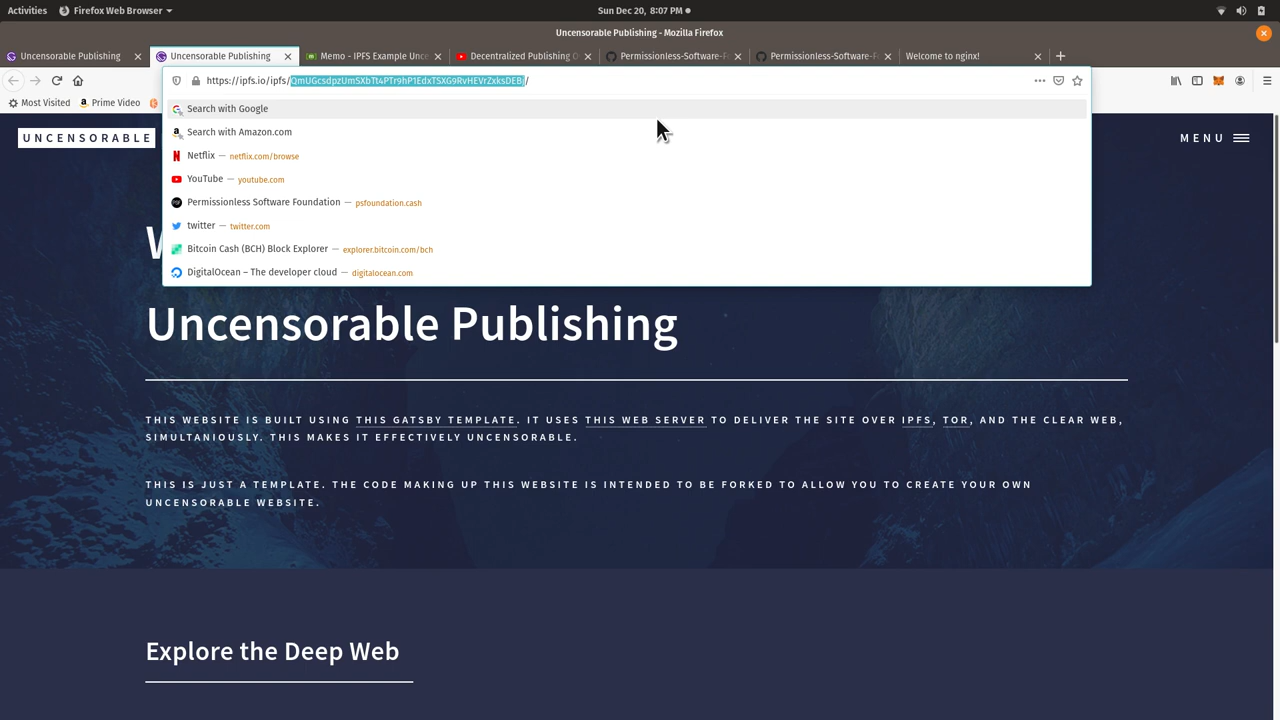 Activities Firefox Web Browser Sun Dec 20, 8:07 PM
Uncensorable Publishing - Mozilla Firefox
Uncensorable Publishing Uncensorable Publishing Memo - IPFS Example Unce Decentralized Publishing O Permissionless-Software-F Permissionless-Software-F Welcome to nginx!
https://ipfs.io/ipfs/
Most Visited Prime Video
Search with Google
Search with Amazon.com
Netflix — netflix.com/browse
YouTube — youtube.com
Permissionless Software Foundation — psfoundation.cash
twitter — twitter.com
Bitcoin Cash (BCH) Block Explorer — explorer.bitcoin.com/bch
DigitalOcean – The developer cloud — digitalocean.com
UNCENSORABLE MENU
Uncensorable Publishing
THIS WEBSITE IS BUILT USING THIS GATSBY TEMPLATE. IT USES THIS WEB SERVER TO DELIVER THE SITE OVER IPFS, TOR, AND THE CLEAR WEB,
SIMULTANIOUSLY. THIS MAKES IT EFFECTIVELY UNCENSORABLE.
THIS IS JUST A TEMPLATE. THE CODE MAKING UP THIS WEBSITE IS INTENDED TO BE FORKED TO ALLOW YOU TO CREATE YOUR OWN
UNCENSORABLE WEBSITE.
Explore the Deep Web